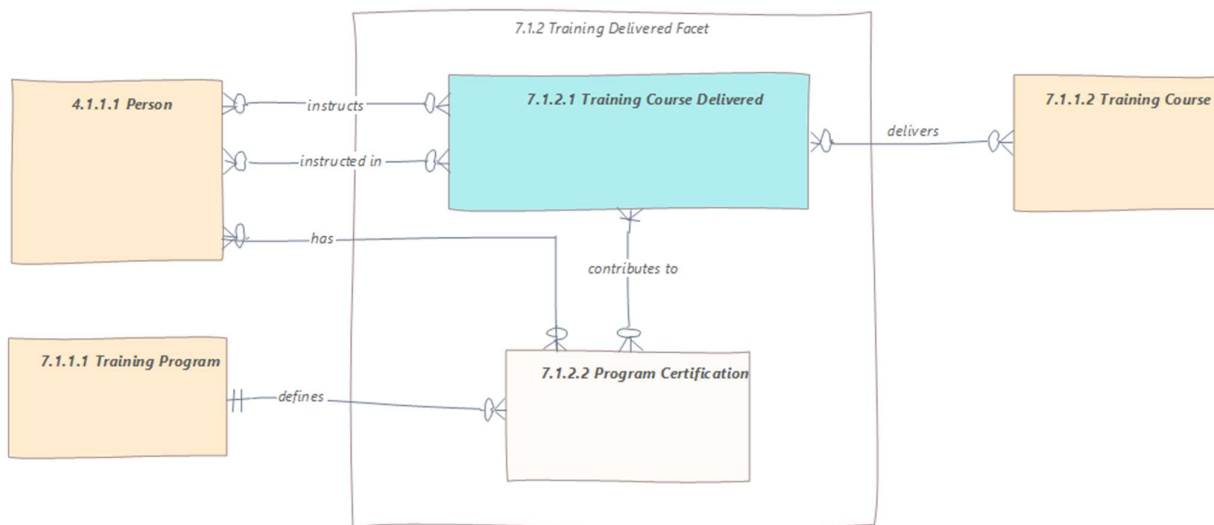 7.1.2 Training Delivered Facet
4.1.1.1 Person
7.1.2.1 Training Course Delivered
7.1.1.2 Training Course
instructs
delivers
instructed in
has
contributes to
7.1.1.1 Training Program
7.1.2.2 Program Certification
defines